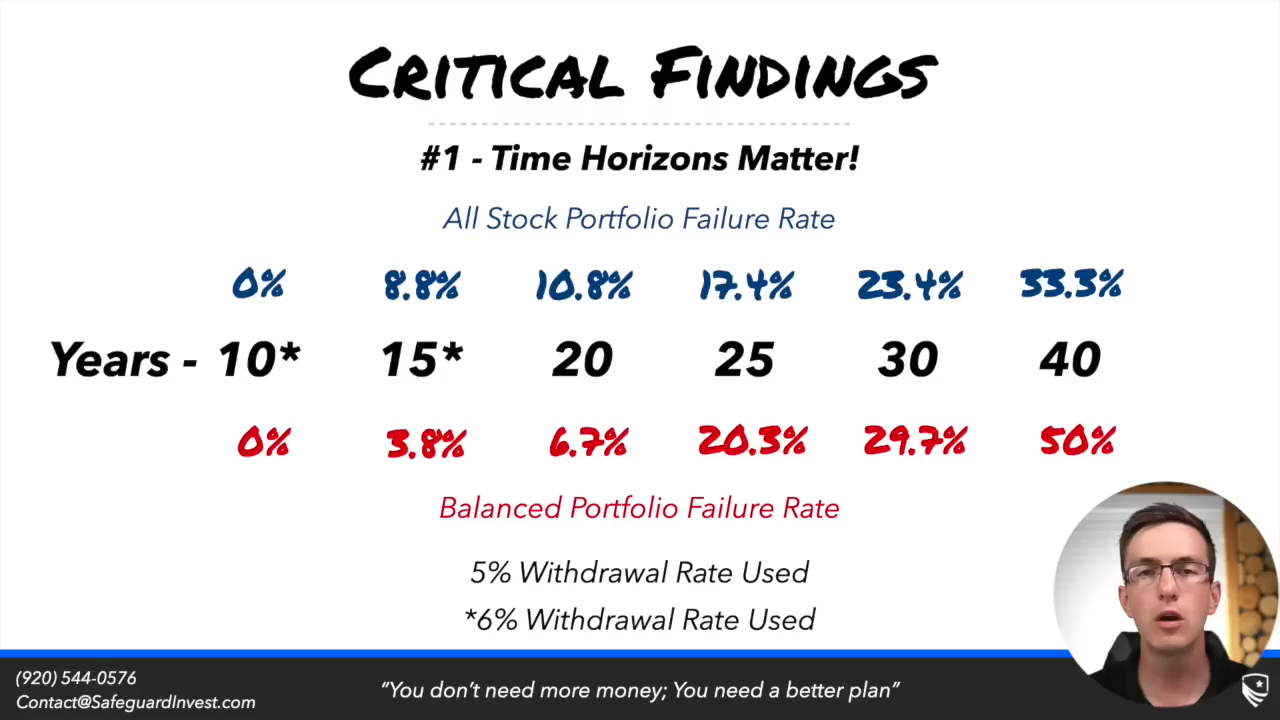 CRITICAL FINDINGS
#1 - Time Horizons Matter!
All Stock Portfolio Failure Rate
0% 8.8% 10.8% 17.4% 23.4% 33.3%
Years - 10* 15* 20 25 30 40
0% 3.8% 6.7% 20.3% 29.7% 50%
Balanced Portfolio Failure Rate
5% Withdrawal Rate Used
*6% Withdrawal Rate Used
(920) 544-0576
Contact@SafeguardInvest.com
"You don't need more money; You need a better plan"